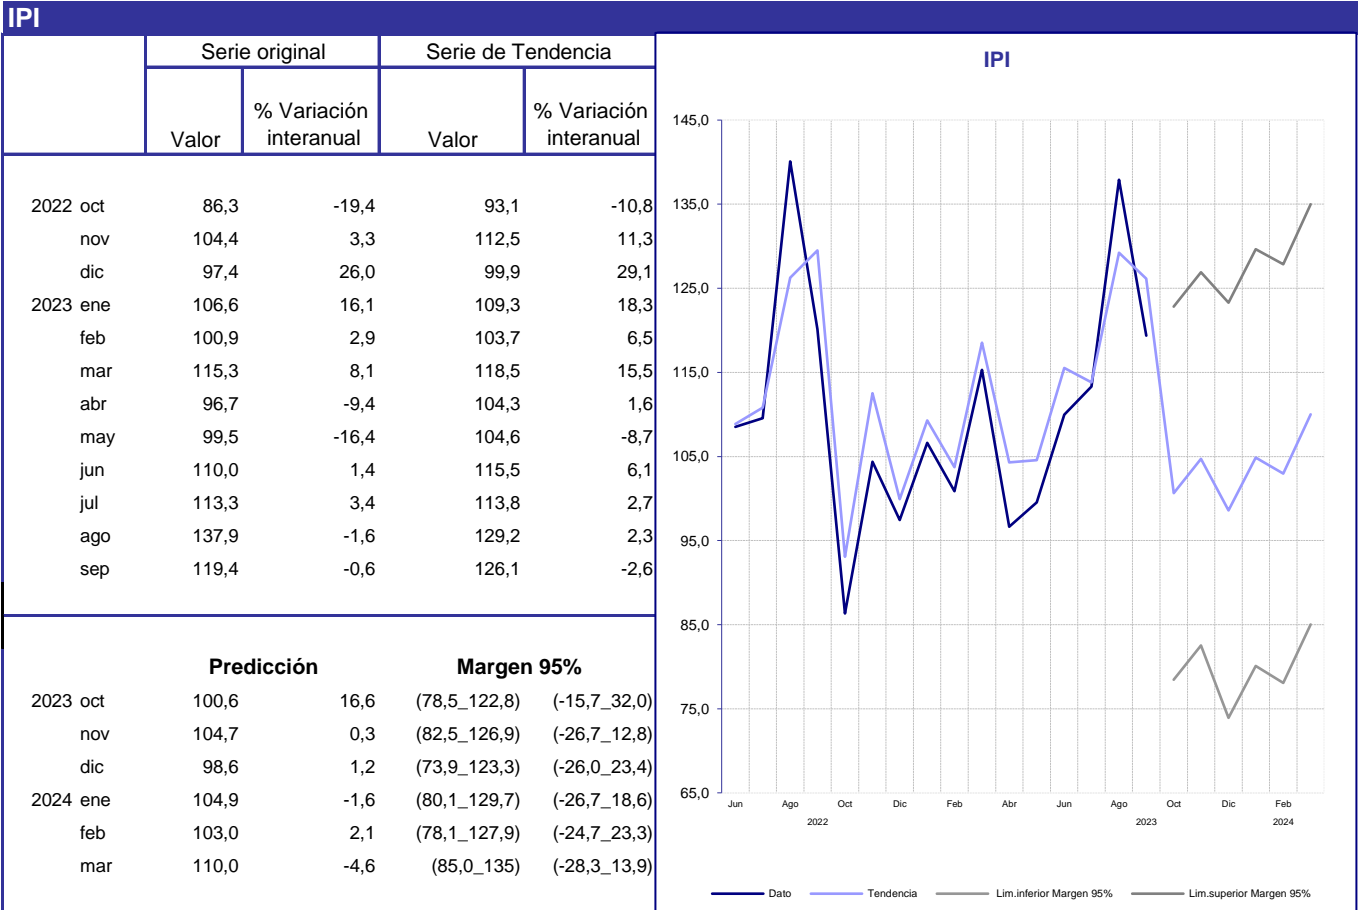 IPI
Serie original Serie de Tendencia
Valor % Variación interanual Valor % Variación interanual
2022 oct 86,3 -19,4 93,1 -10,8
nov 104,4 3,3 112,5 11,3
dic 97,4 26,0 99,9 29,1
2023 ene 106,6 16,1 109,3 18,3
feb 100,9 2,9 103,7 6,5
mar 115,3 8,1 118,5 15,5
abr 96,7 -9,4 104,3 1,6
may 99,5 -16,4 104,6 -8,7
jun 110,0 1,4 115,5 6,1
jul 113,3 3,4 113,8 2,7
ago 137,9 -1,6 129,2 2,3
sep 119,4 -0,6 126,1 -2,6
Predicción Margen 95%
2023 oct 100,6 16,6 (78,5_122,8) (-15,7_32,0)
nov 104,7 0,3 (82,5_126,9) (-26,7_12,8)
dic 98,6 1,2 (73,9_123,3) (-26,0_23,4)
2024 ene 104,9 -1,6 (80,1_129,7) (-26,7_18,6)
feb 103,0 2,1 (78,1_127,9) (-24,7_23,3)
mar 110,0 -4,6 (85,0_135) (-28,3_13,9)
IPI
145,0
135,0
125,0
115,0
105,0
95,0
85,0
75,0
65,0
Jun Ago Oct Dic Feb Abr Jun Ago Oct Dic Feb
2022 2023 2024
Dato Tendencia Lim.inferior Margen 95% Lim.superior Margen 95%